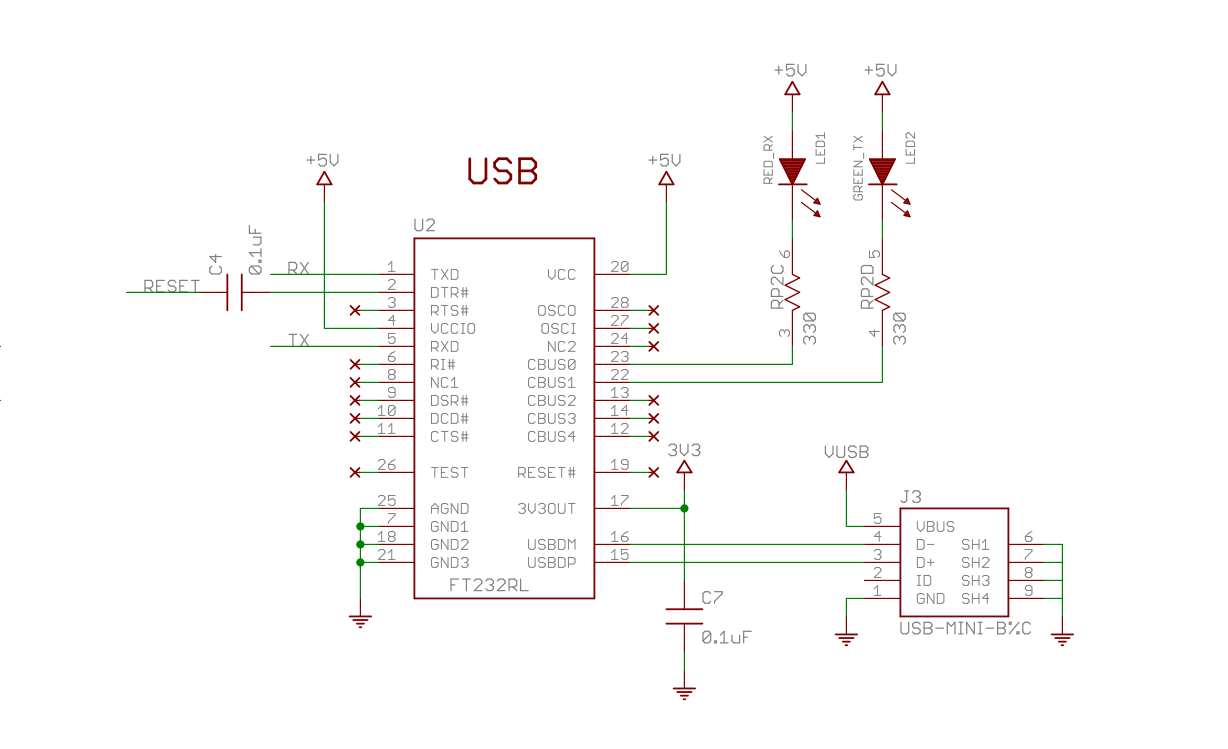 +5V
+5V
RED_RX
LED1
GREEN_TX
LED2
+5V
USB
+5V
U2
C4
0.1uF
RX
RESET
1 TXD
VCC 20
2 DTR#
3 RTS#
OSCO 28
4 VCCIO
OSCI 27
TX
5 RXD
NC2 24
6 RI#
CBUS0 23
8 NC1
CBUS1 22
9 DSR#
CBUS2 13
10 DCD#
CBUS3 14
11 CTS#
CBUS4 12
26 TEST
RESET# 19
25 AGND
3V3OUT 17
7 GND1
18 GND2
USBDM 16
21 GND3
USBDP 15
FT232RL
6
RP2C
3
330
5
RP2D
4
330
3V3
C7
0.1uF
VUSB
J3
5 VBUS
4 D-
SH1 6
3 D+
SH2 7
2 ID
SH3 8
1 GND
SH4 9
USB-MINI-B%C